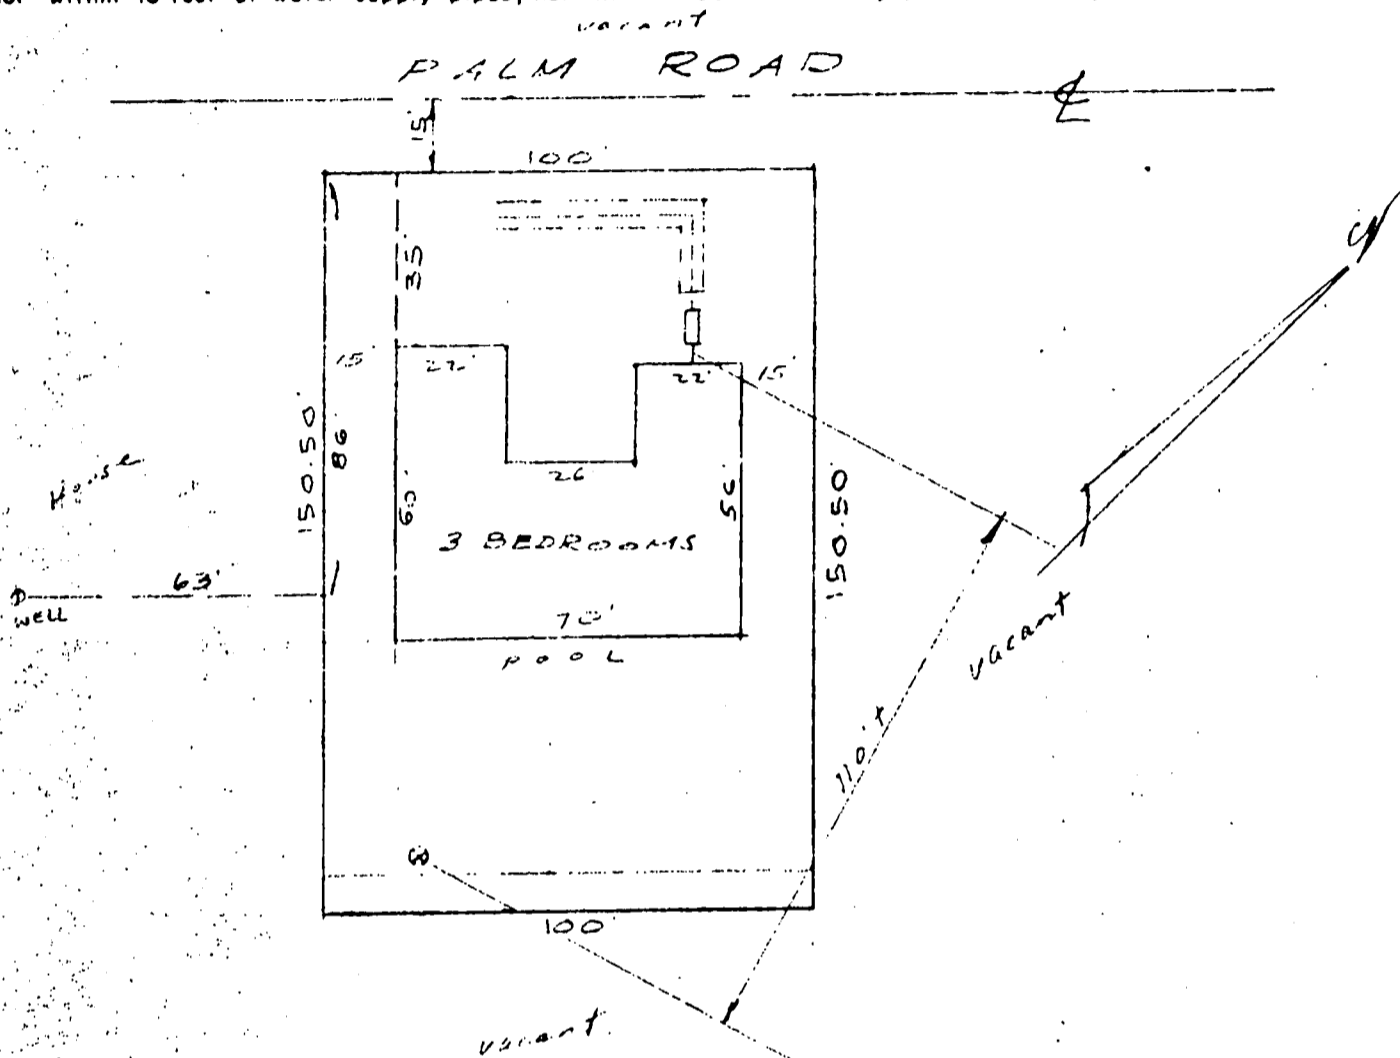 vacant
PALM ROAD
℄
15'
100'
35'
N
15'
22'
22'
15'
150.50'
86'
House
26
60'
56'
150.50'
3 BEDROOMS
63'
WELL
vacant
70'
POOL
110'±
100'
vacant